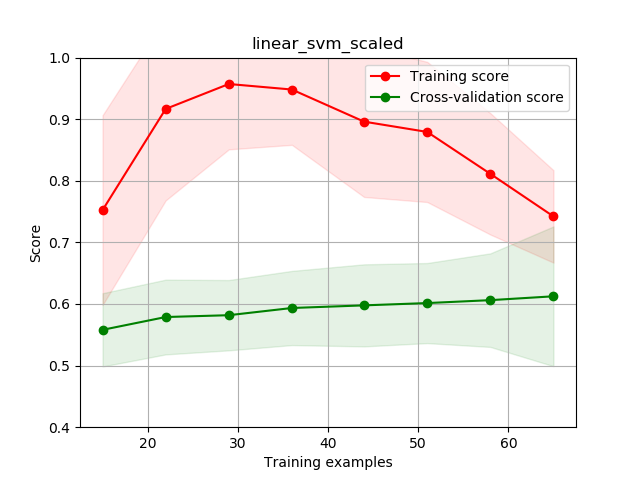 linear_svm_scaled
Training score
Cross-validation score
1.0
0.9
0.8
0.7
0.6
0.5
0.4
Score
20 30 40 50 60
Training examples